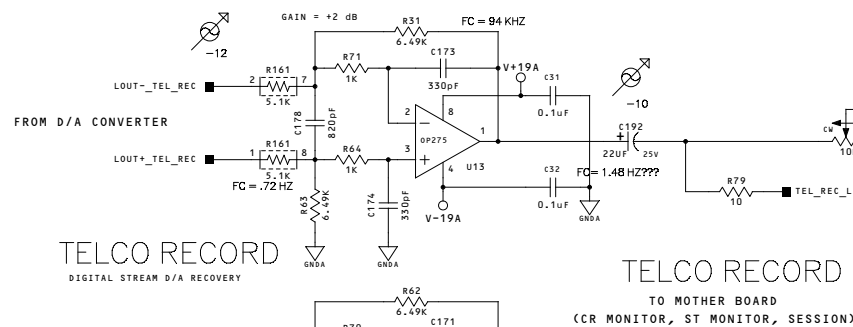 GAIN = +2 dB
R31
6.49K
FC = 94 KHZ
-12
R71
1K
C173
330pF
V+19A
LOUT-_TEL_REC
2
R161
7
5.1K
C31
0.1uF
-10
FROM D/A CONVERTER
C178
820pF
2
8
OP275
1
C192
+
22UF
25V
CW
10
LOUT+_TEL_REC
1
R161
8
5.1K
R64
1K
3
4
U13
FC = .72 HZ
FC= 1.48 HZ???
R63
6.49K
C174
330pF
C32
0.1uF
V-19A
R79
10
TEL_REC_L
GNDA
GNDA
GNDA
TELCO RECORD
DIGITAL STREAM D/A RECOVERY
TELCO RECORD
TO MOTHER BOARD
(CR MONITOR, ST MONITOR, SESSION)
R62
6.49K
R70
C171